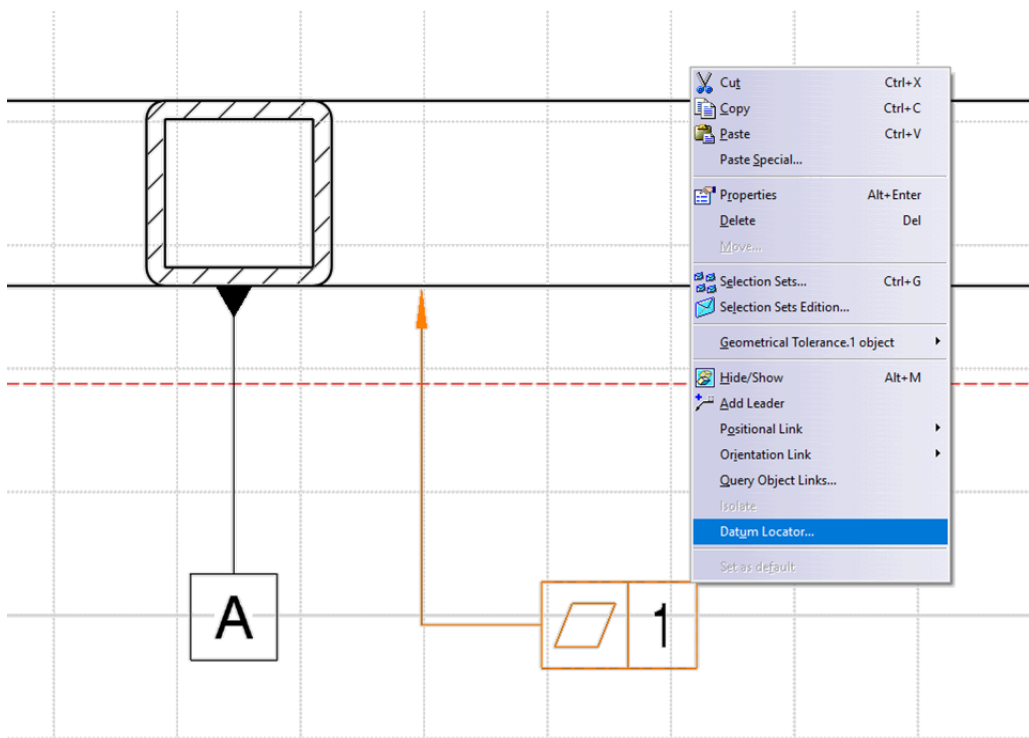 Cut Ctrl+X
Copy Ctrl+C
Paste Ctrl+V
Paste Special...
Properties Alt+Enter
Delete Del
Move...
Selection Sets... Ctrl+G
Selection Sets Edition...
Geometrical Tolerance.1 object
Hide/Show Alt+M
Add Leader
Positional Link
Orientation Link
Query Object Links...
Isolate
Datum Locator...
Set as default
A
1